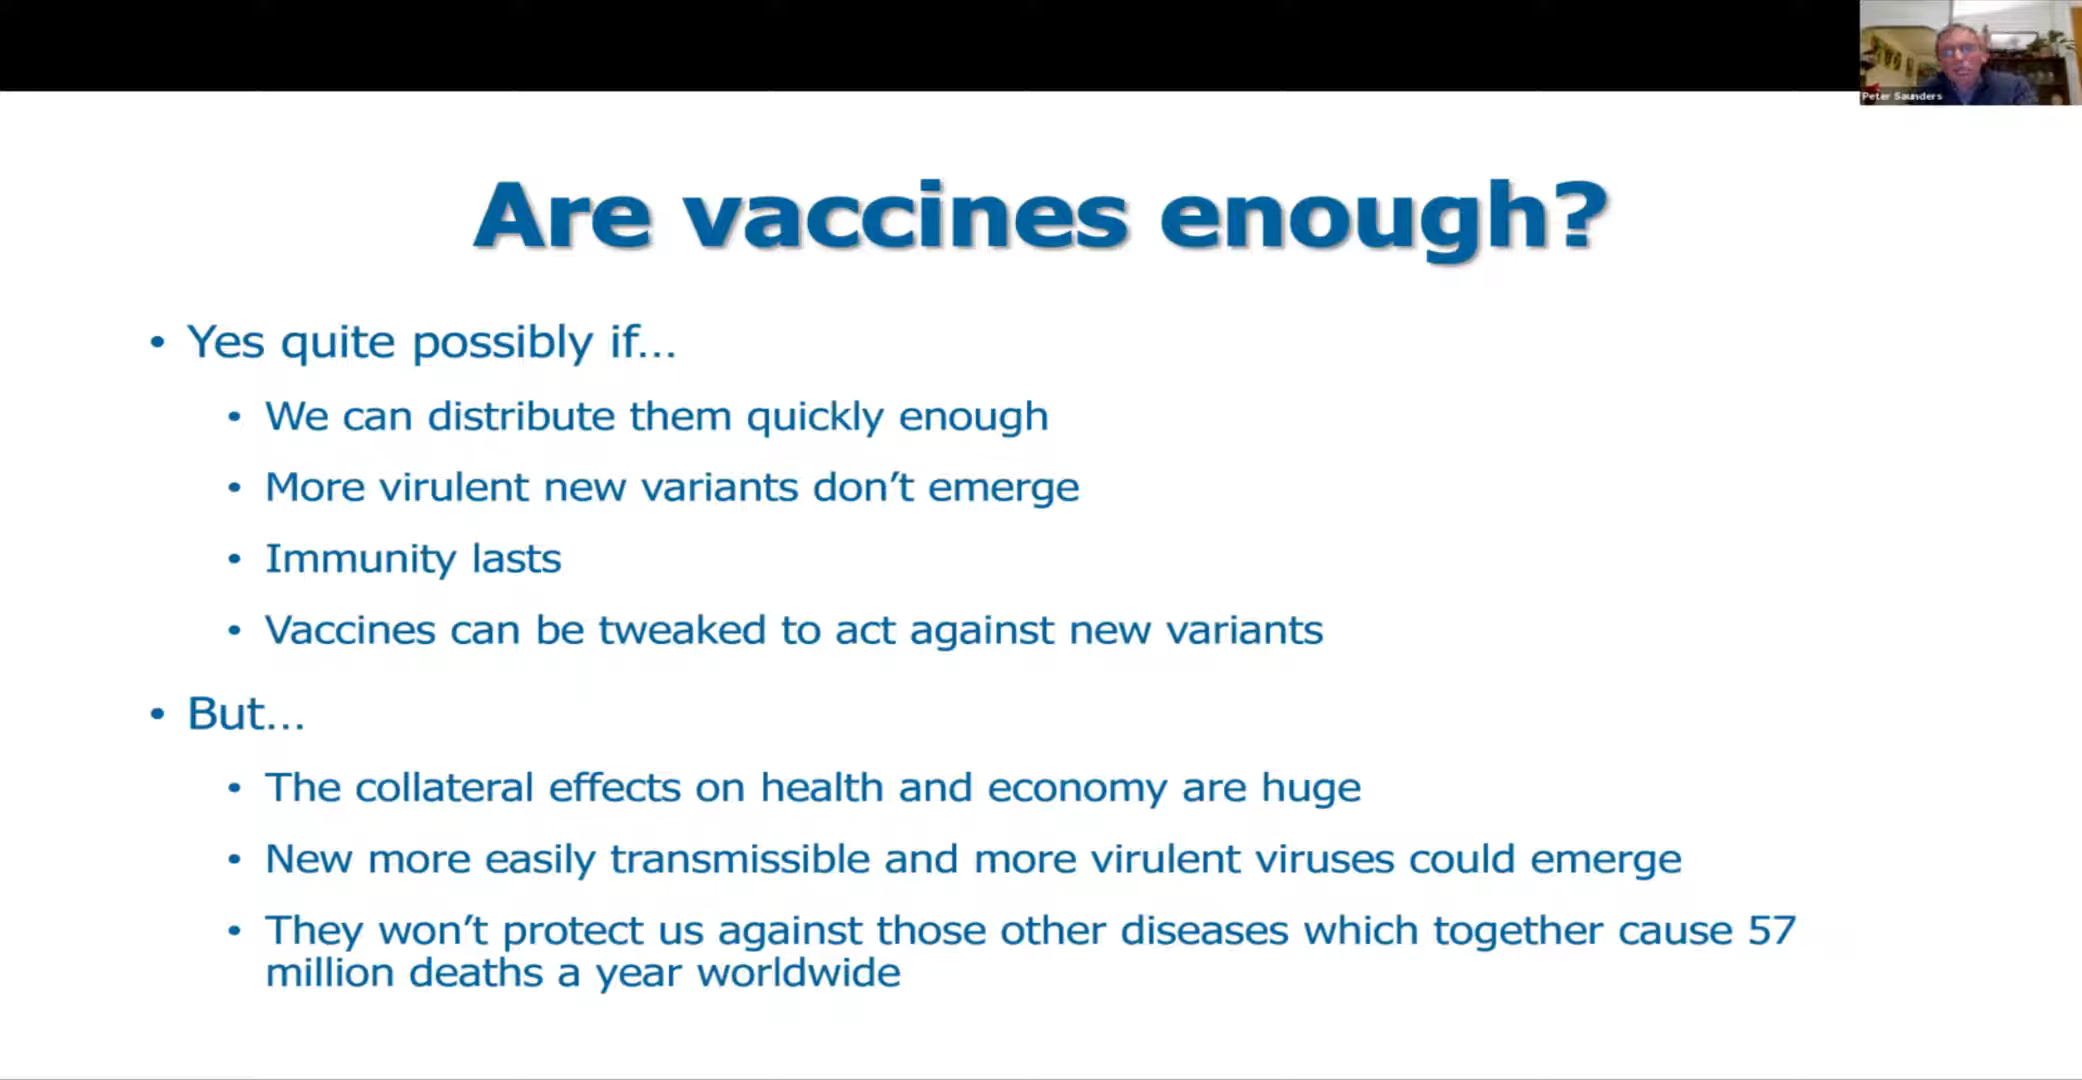 Peter Saunders
Are vaccines enough?
• Yes quite possibly if...
• We can distribute them quickly enough
• More virulent new variants don’t emerge
• Immunity lasts
• Vaccines can be tweaked to act against new variants
• But...
• The collateral effects on health and economy are huge
• New more easily transmissible and more virulent viruses could emerge
• They won’t protect us against those other diseases which together cause 57
million deaths a year worldwide